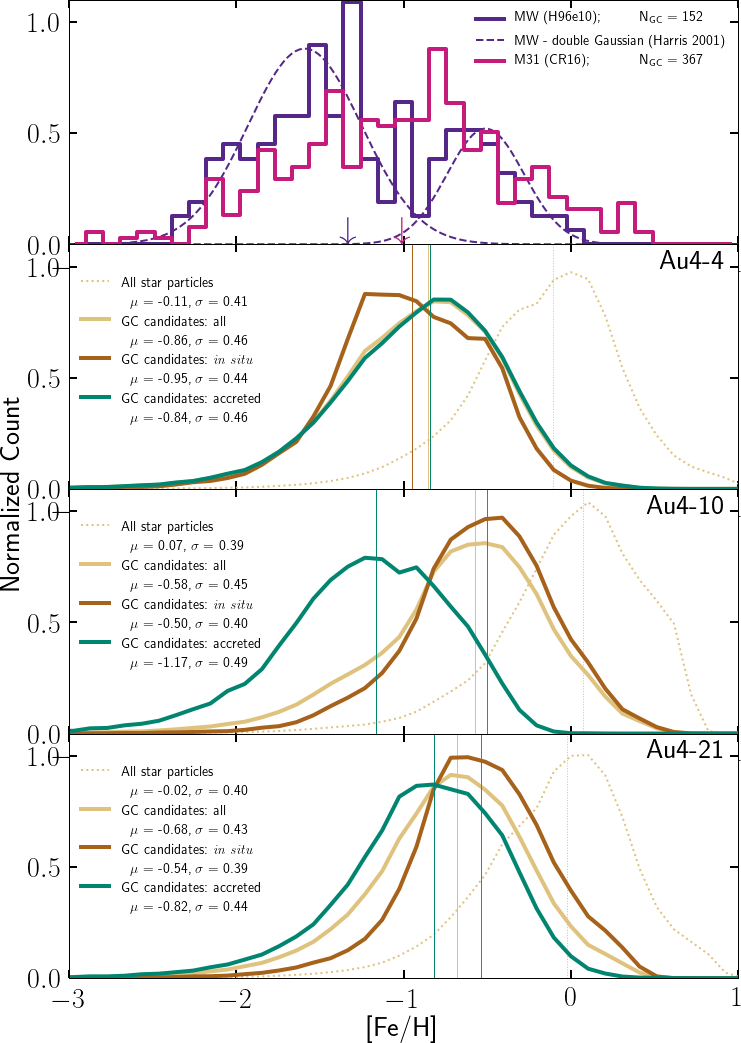 1.0
0.5
0.0
MW (H96e10); N_GC = 152
MW - double Gaussian (Harris 2001)
M31 (CR16); N_GC = 367
Normalized Count
Au4-4
1.0
0.5
0.0
All star particles
μ = -0.11, σ = 0.41
GC candidates: all
μ = -0.86, σ = 0.46
GC candidates: in situ
μ = -0.95, σ = 0.44
GC candidates: accreted
μ = -0.84, σ = 0.46
Au4-10
1.0
0.5
0.0
All star particles
μ = 0.07, σ = 0.39
GC candidates: all
μ = -0.58, σ = 0.45
GC candidates: in situ
μ = -0.50, σ = 0.40
GC candidates: accreted
μ = -1.17, σ = 0.49
Au4-21
1.0
0.5
0.0
All star particles
μ = -0.02, σ = 0.40
GC candidates: all
μ = -0.68, σ = 0.43
GC candidates: in situ
μ = -0.54, σ = 0.39
GC candidates: accreted
μ = -0.82, σ = 0.44
−3 −2 −1 0 1
[Fe/H]